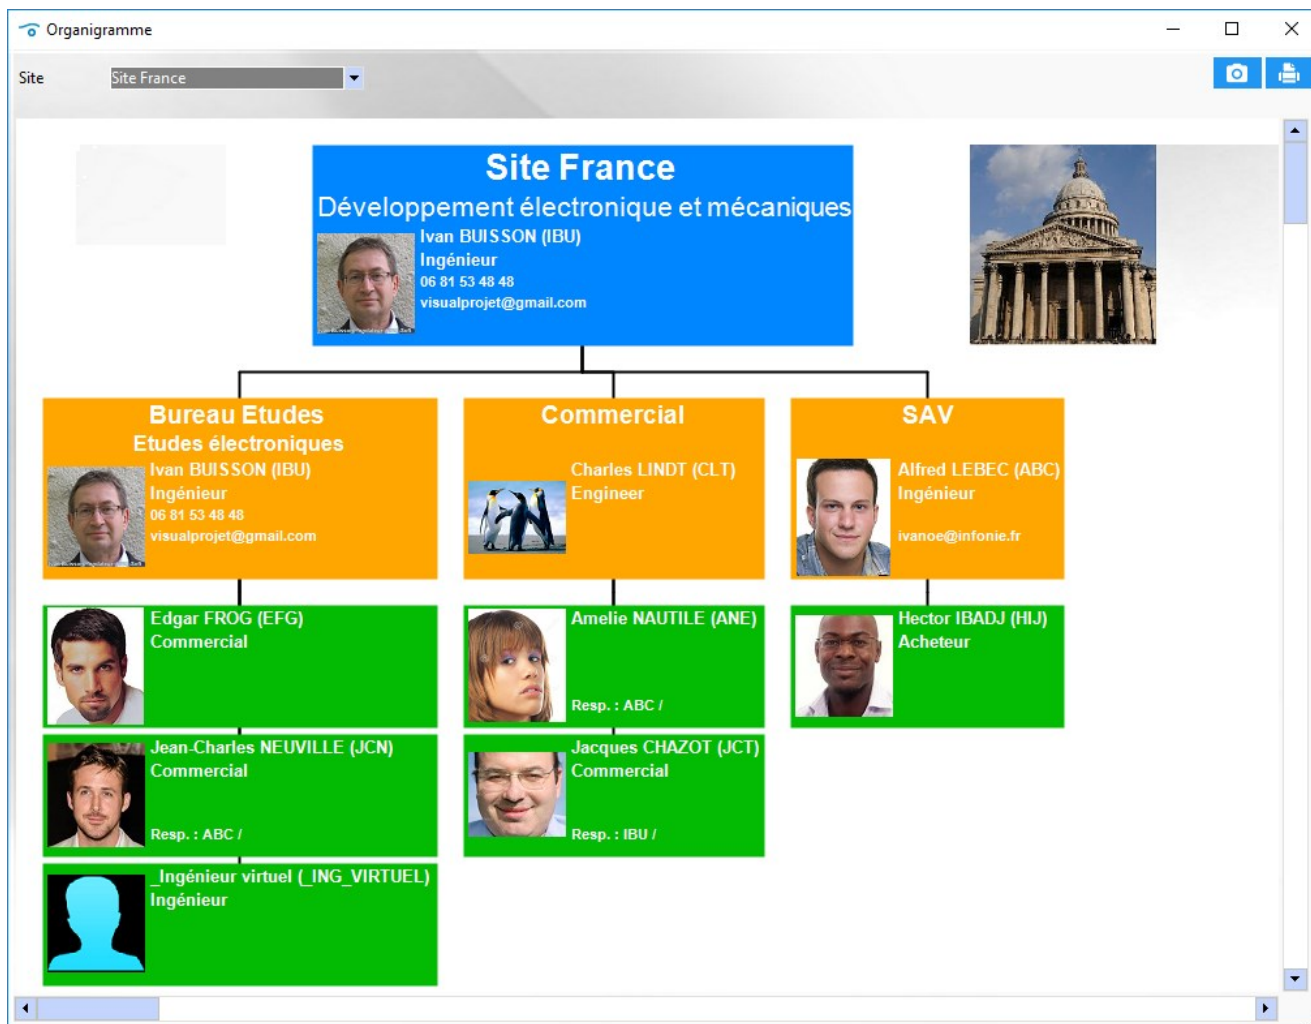 Organigramme
Site
Site France
Site France
Développement électronique et mécaniques
Ivan BUISSON (IBU)
Ingénieur
06 81 53 48 48
visualprojet@gmail.com
Bureau Etudes
Etudes électroniques
Ivan BUISSON (IBU)
Ingénieur
06 81 53 48 48
visualprojet@gmail.com
Commercial
Charles LINDT (CLT)
Engineer
SAV
Alfred LEBEC (ABC)
Ingénieur
ivanoe@infonie.fr
Edgar FROG (EFG)
Commercial
Jean-Charles NEUVILLE (JCN)
Commercial
Resp. : ABC /
_Ingénieur virtuel (_ING_VIRTUEL)
Ingénieur
Amelie NAUTILE (ANE)
Resp. : ABC /
Jacques CHAZOT (JCT)
Commercial
Resp. : IBU /
Hector IBADJ (HIJ)
Acheteur